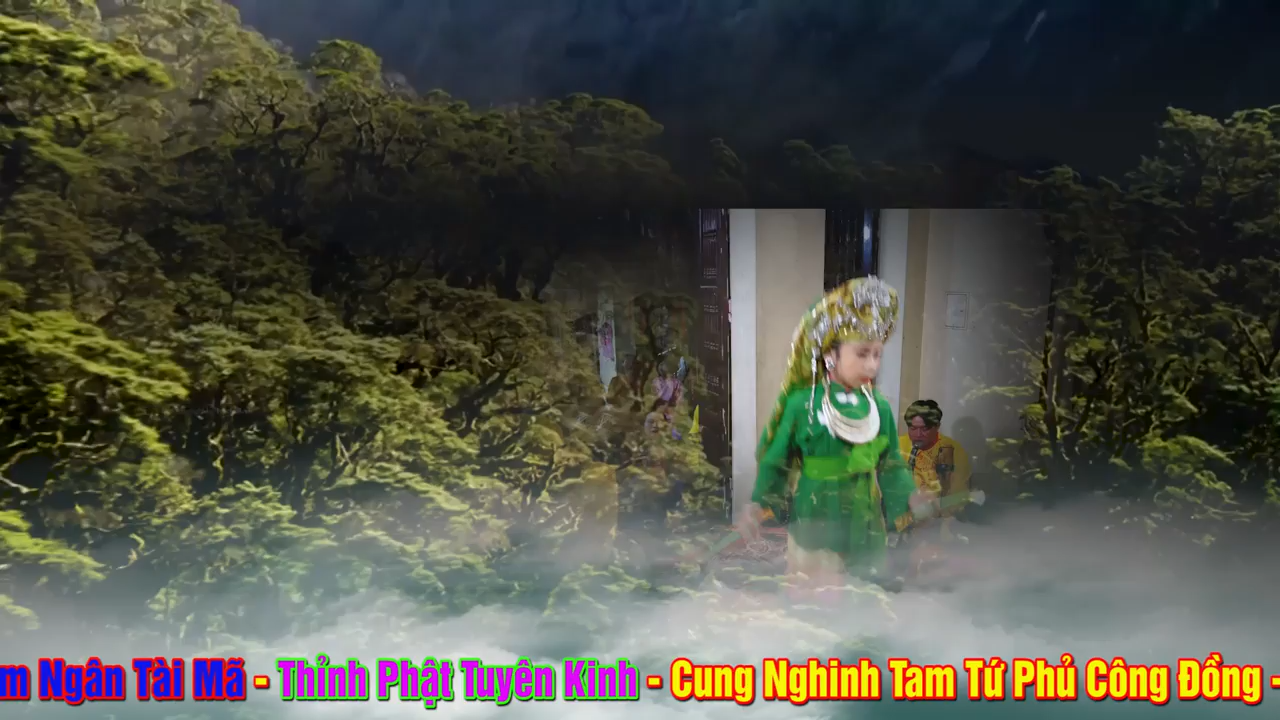 m Ngân Tài Mã - Thỉnh Phật Tuyên Kinh - Cung Nghinh Tam Tứ Phủ Công Đồng -